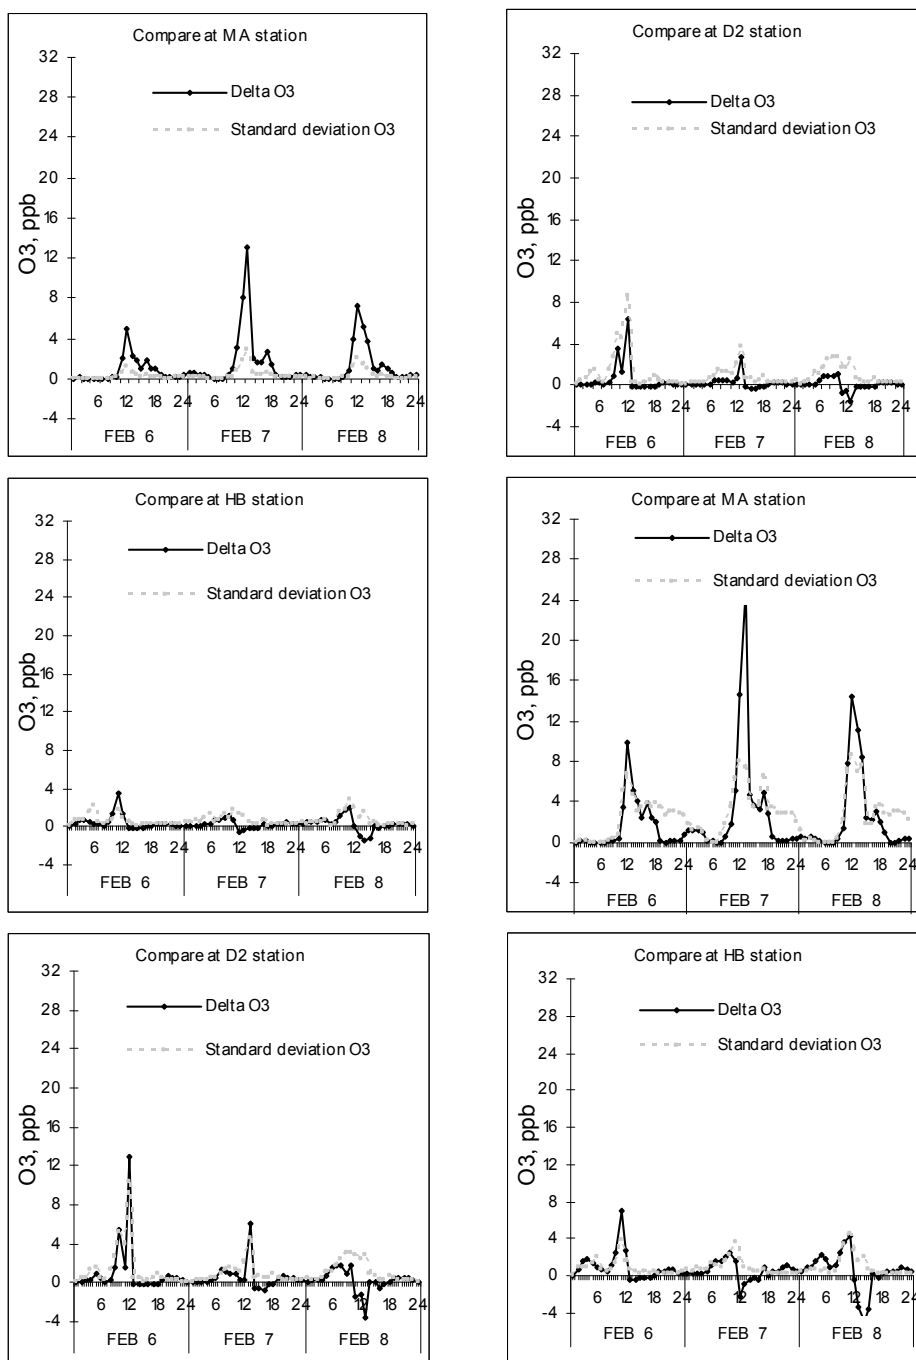 Compare at MA station
32
28
Delta O3
24
Standard deviation O3
20
16
O3, ppb
12
8
4
0
6 12 18 24 6 12 18 24 6 12 18 24
-4
FEB 6 FEB 7 FEB 8
Compare at D2 station
32
28
Delta O3
24
Standard deviation O3
20
16
O3, ppb
12
8
4
0
6 12 18 24 6 12 18 24 6 12 18 24
-4
FEB 6 FEB 7 FEB 8
Compare at HB station
32
Delta O3
28
24
Standard deviation O3
20
16
O3, ppb
12
8
4
0
6 12 18 24 6 12 18 24 6 12 18 24
-4
FEB 6 FEB 7 FEB 8
Compare at MA station
32
Delta O3
28
Standard deviation O3
24
20
16
O3, ppb
12
8
4
0
6 12 18 24 6 12 18 24 6 12 18 24
-4
FEB 6 FEB 7 FEB 8
Compare at D2 station
32
28
Delta O3
24
Standard deviation O3
20
16
O3, ppb
12
8
4
0
6 12 18 24 6 12 18 24 6 12 18 24
-4
FEB 6 FEB 7 FEB 8
Compare at HB station
32
28
Delta O3
24
Standard deviation O3
20
16
O3, ppb
12
8
4
0
6 12 18 24 6 12 18 24 6 12 18 24
-4
FEB 6 FEB 7 FEB 8